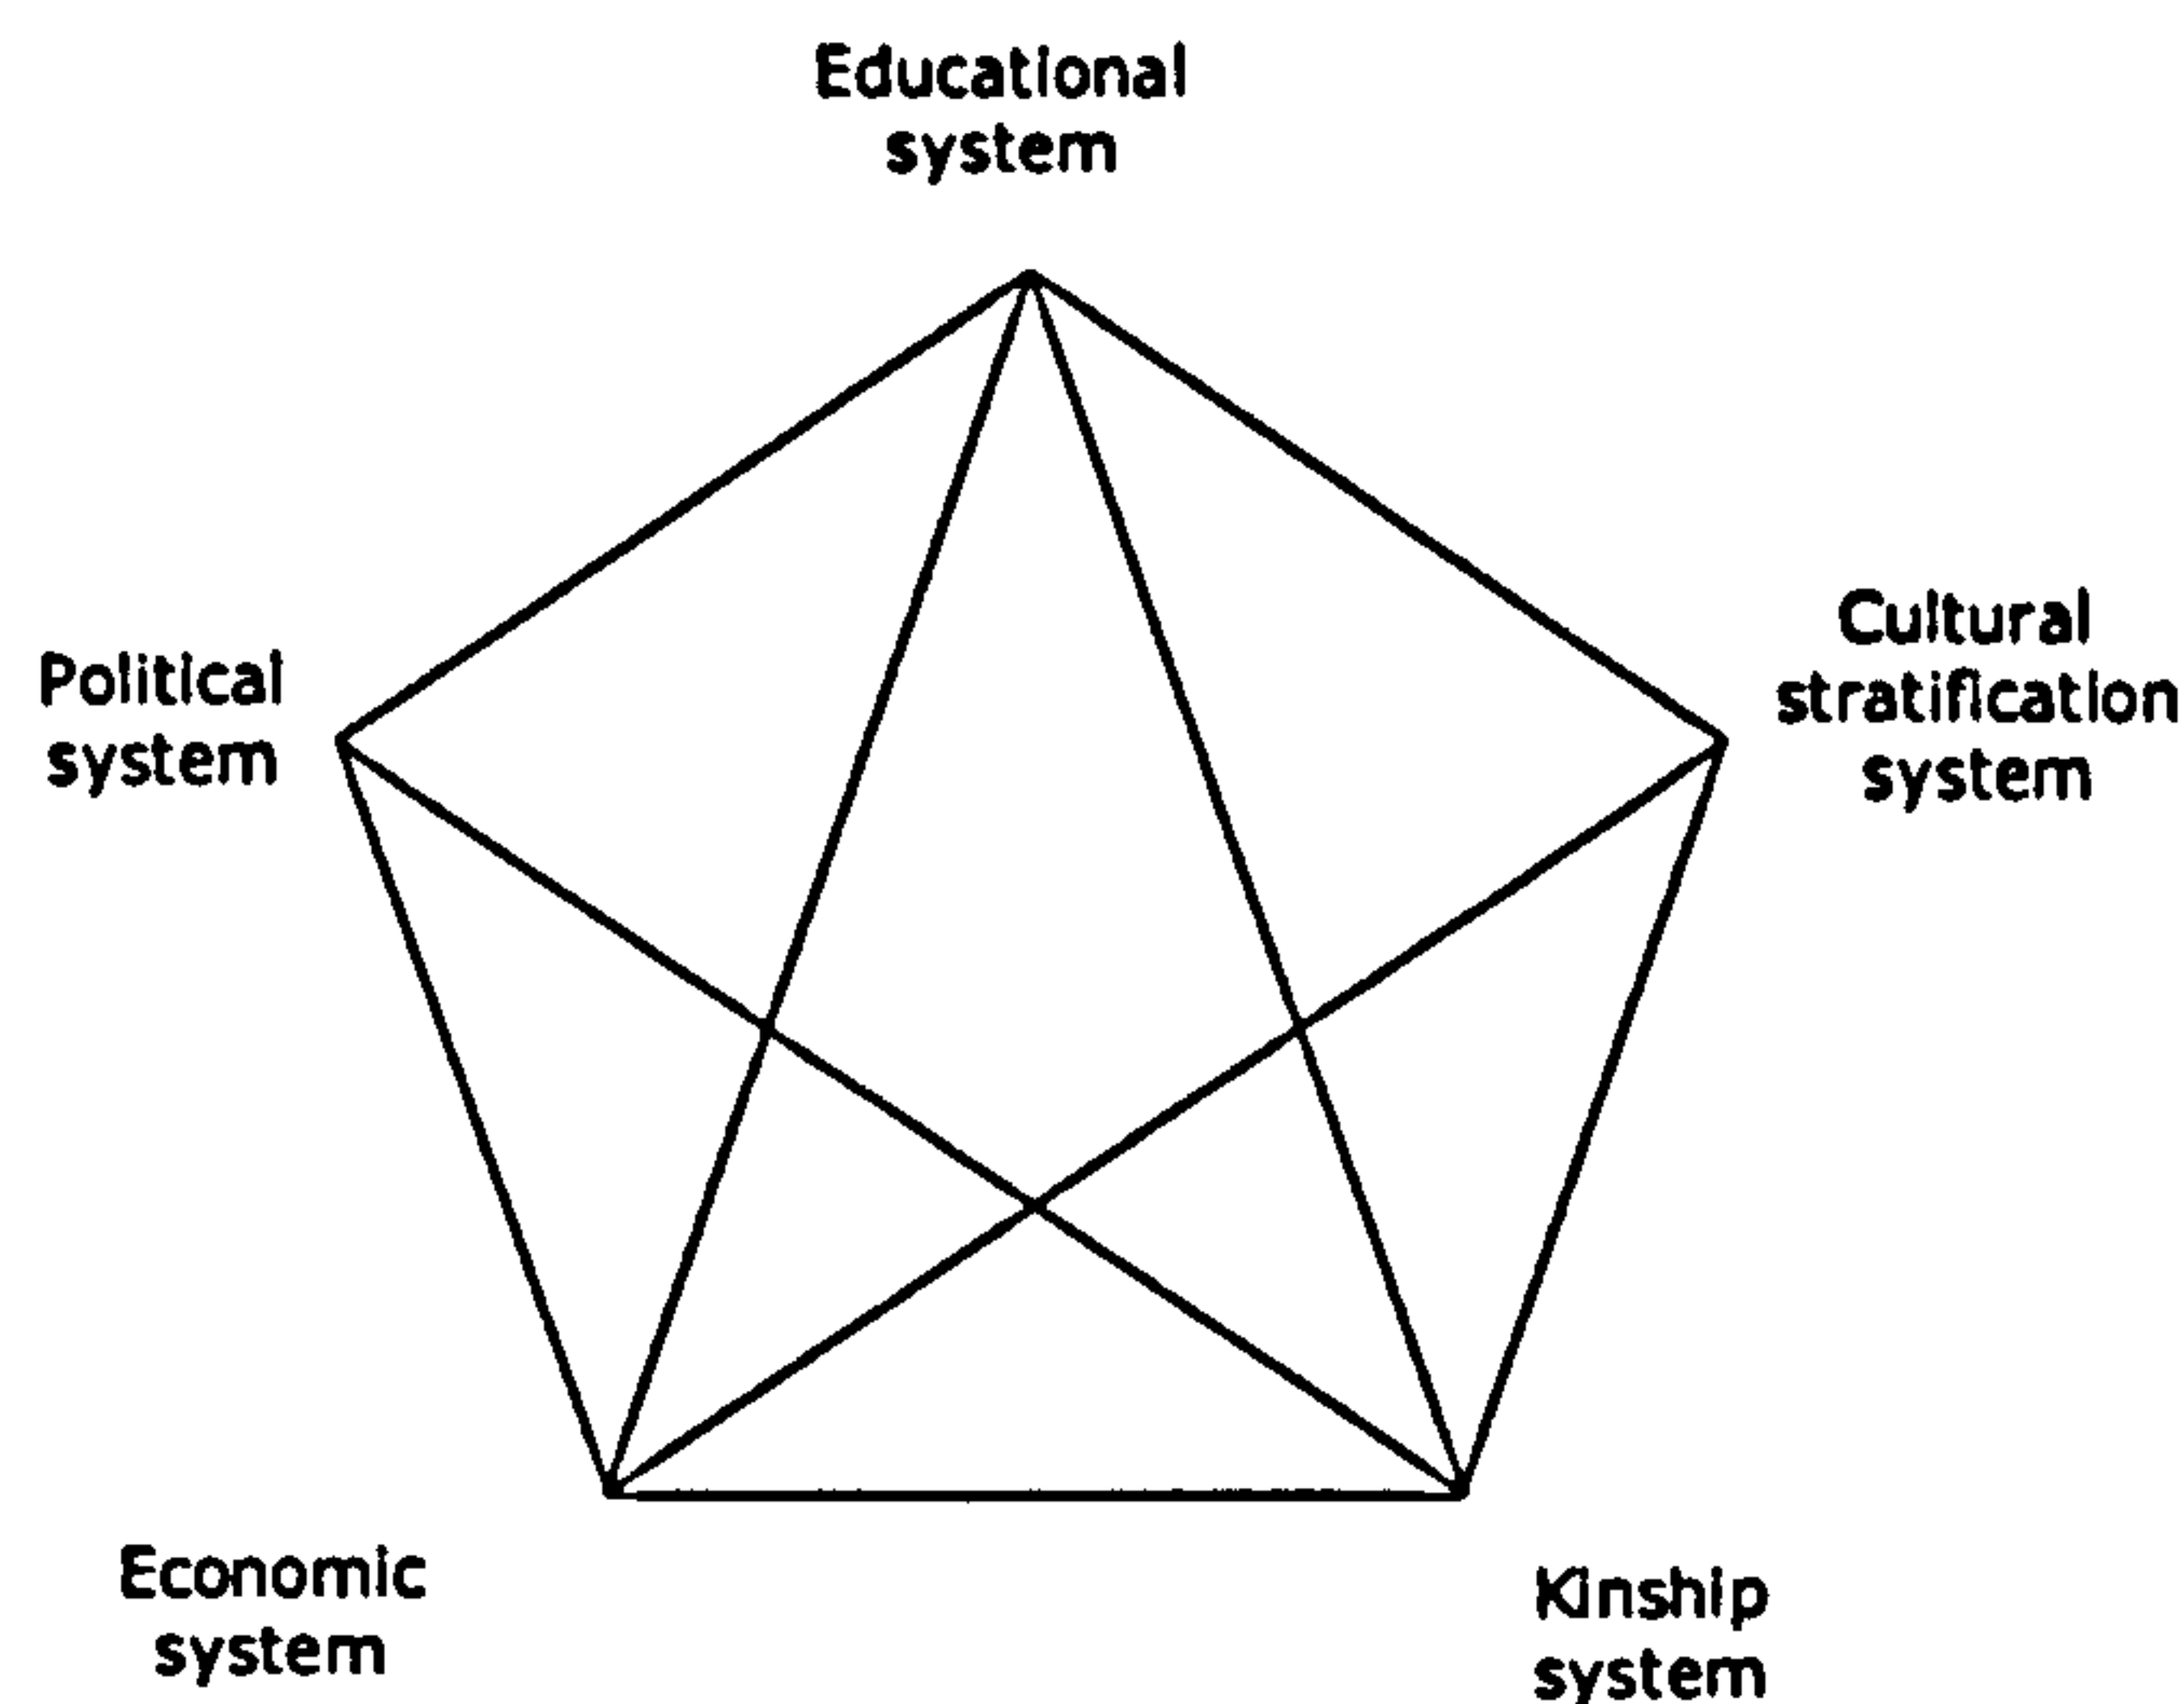 Educational
system
Political
system
Cultural
stratification
system
Economic
system
Kinship
system